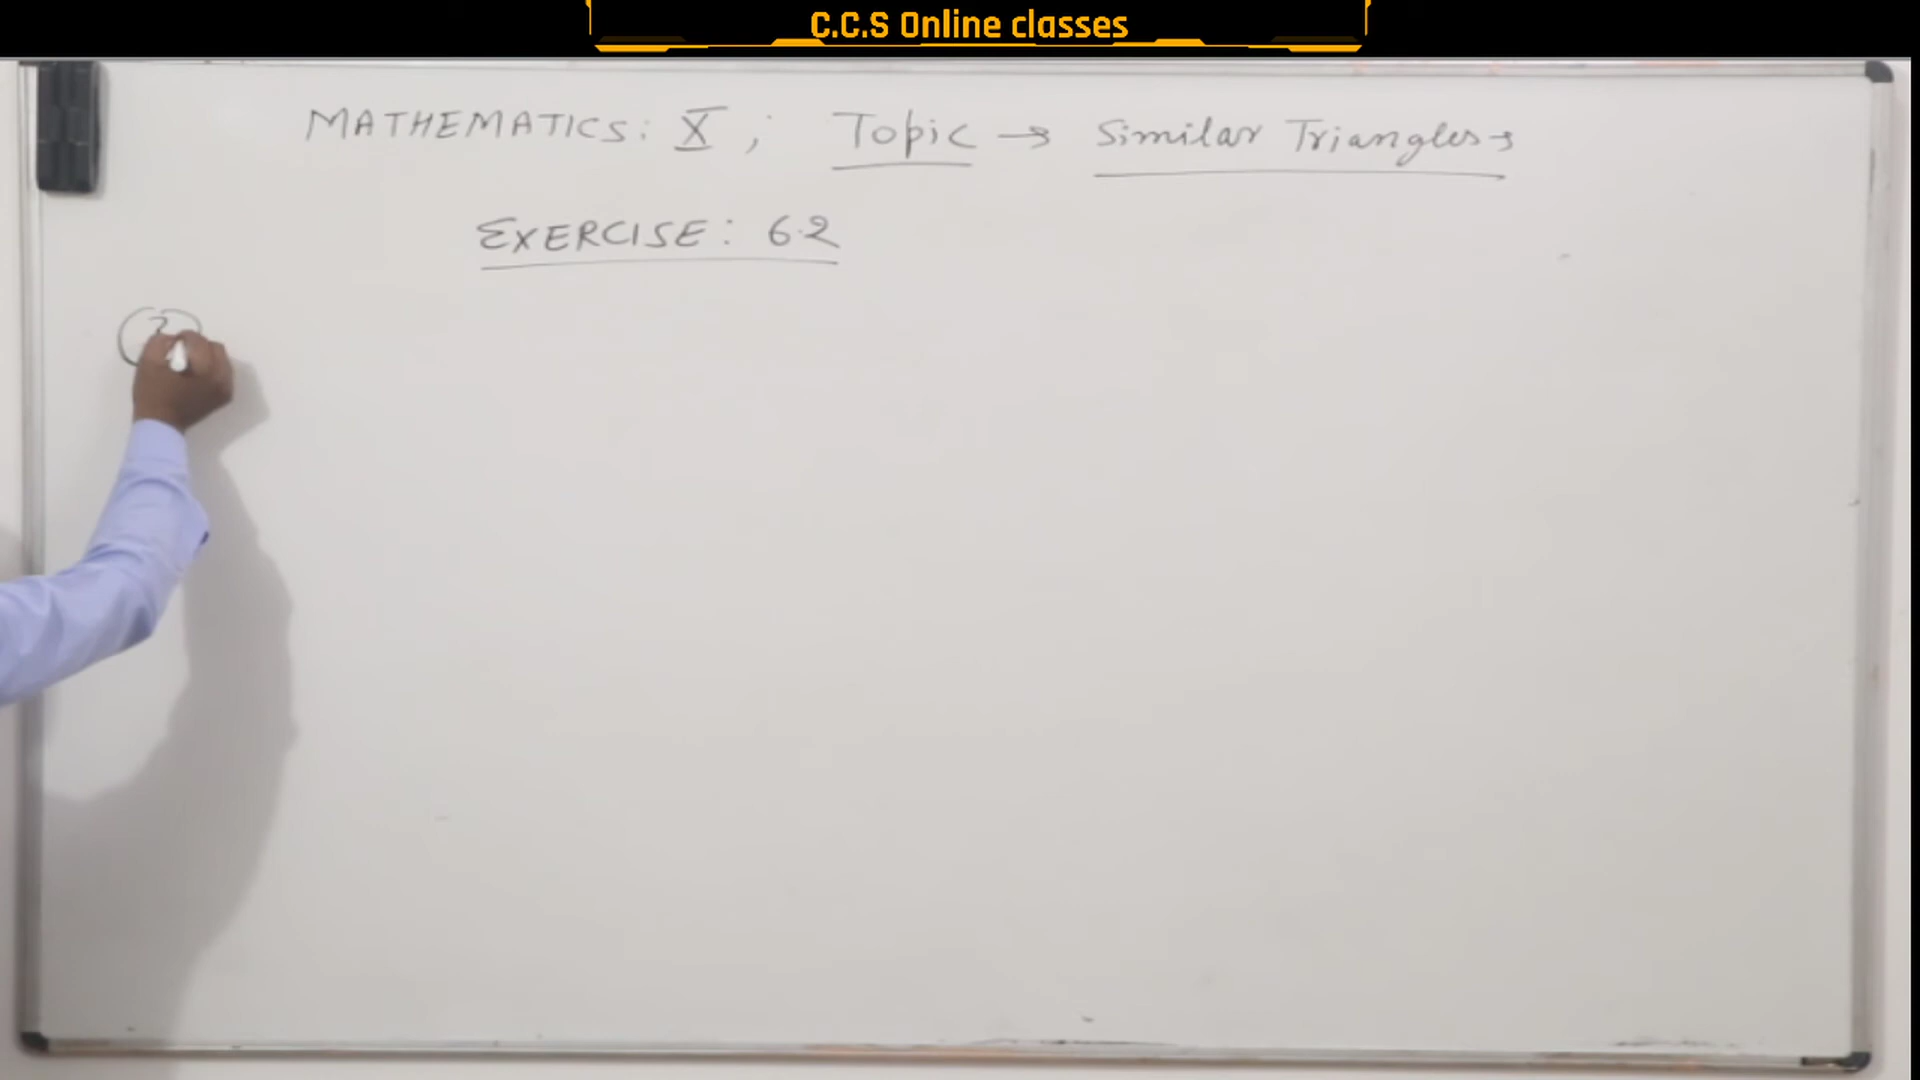 C.C.S Online classes
MATHEMATICS: X ; Topic → Similar Triangles →
EXERCISE: 6.2